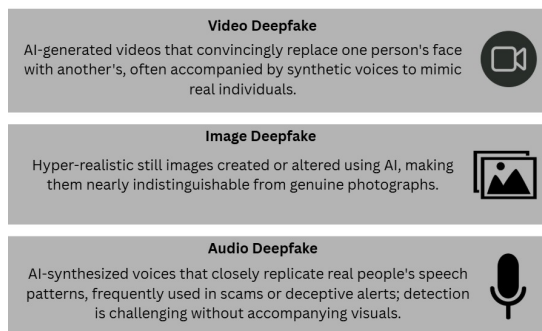 Video Deepfake
AI-generated videos that convincingly replace one person's face
with another's, often accompanied by synthetic voices to mimic
real individuals.
Image Deepfake
Hyper-realistic still images created or altered using AI, making
them nearly indistinguishable from genuine photographs.
Audio Deepfake
AI-synthesized voices that closely replicate real people's speech
patterns, frequently used in scams or deceptive alerts; detection
is challenging without accompanying visuals.